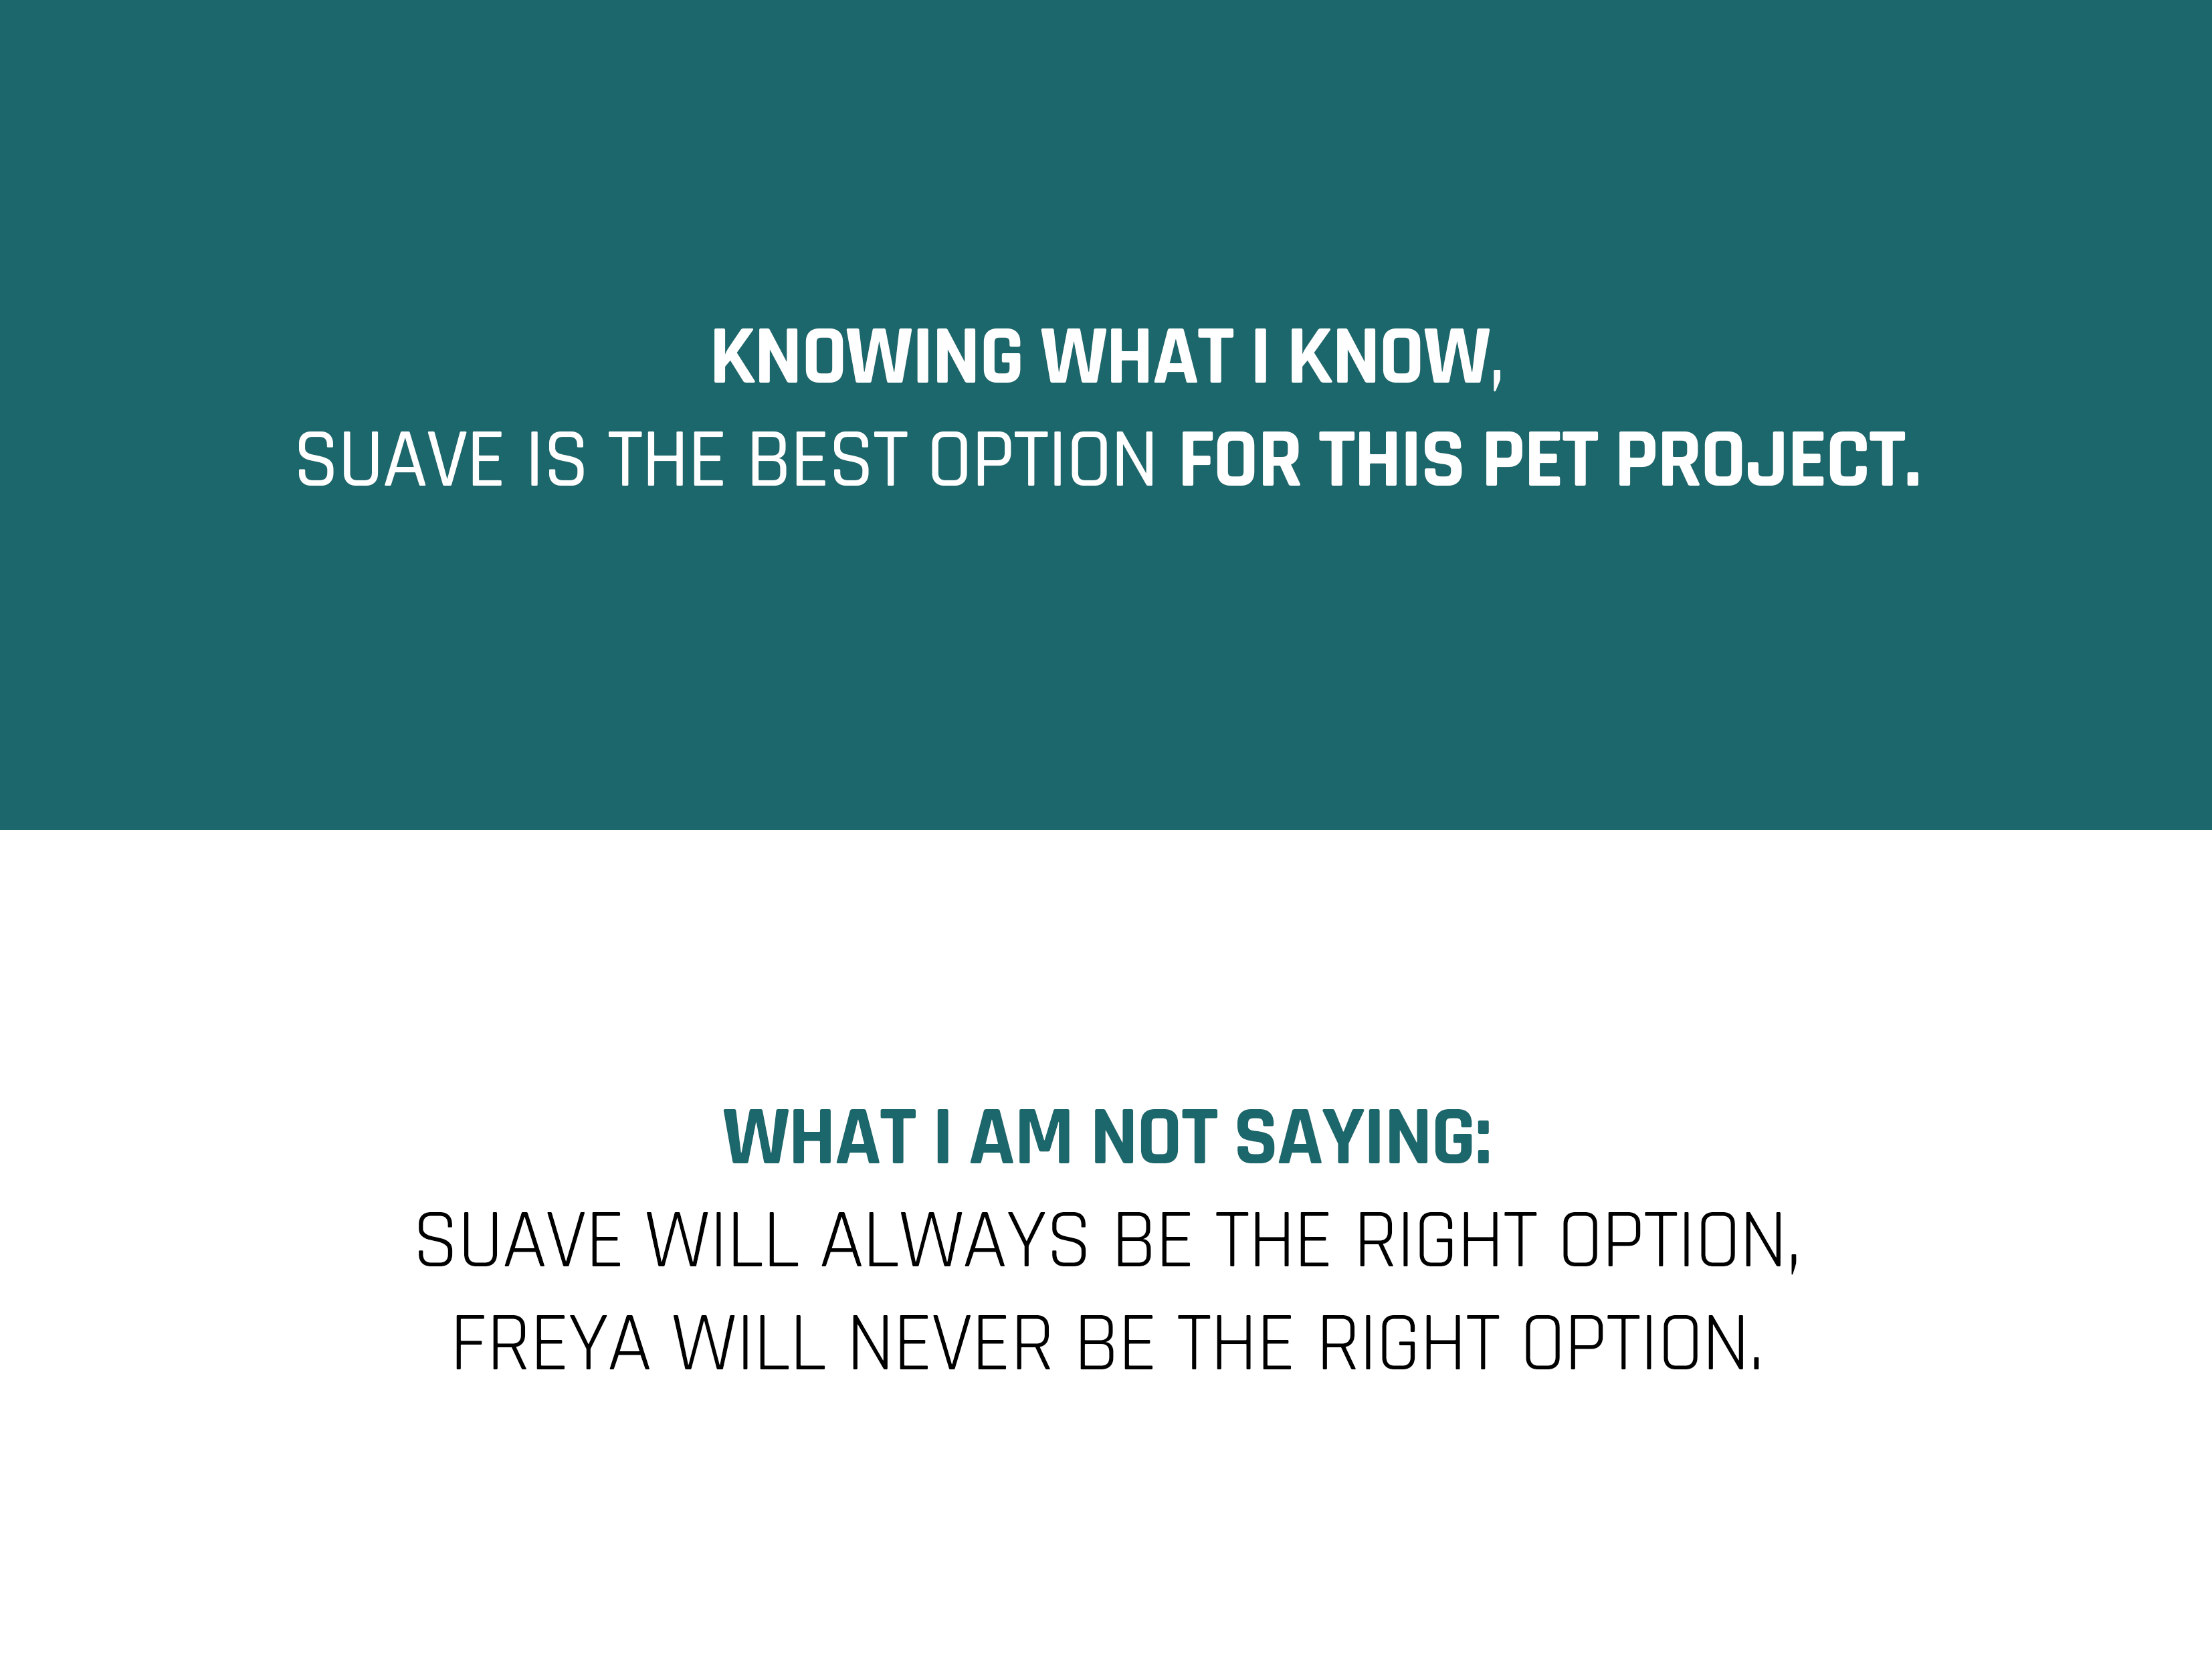 KNOWING WHAT I KNOW,
SUAVE IS THE BEST OPTION FOR THIS PET PROJECT.
WHAT I AM NOT SAYING:
SUAVE WILL ALWAYS BE THE RIGHT OPTION,
FREYA WILL NEVER BE THE RIGHT OPTION.